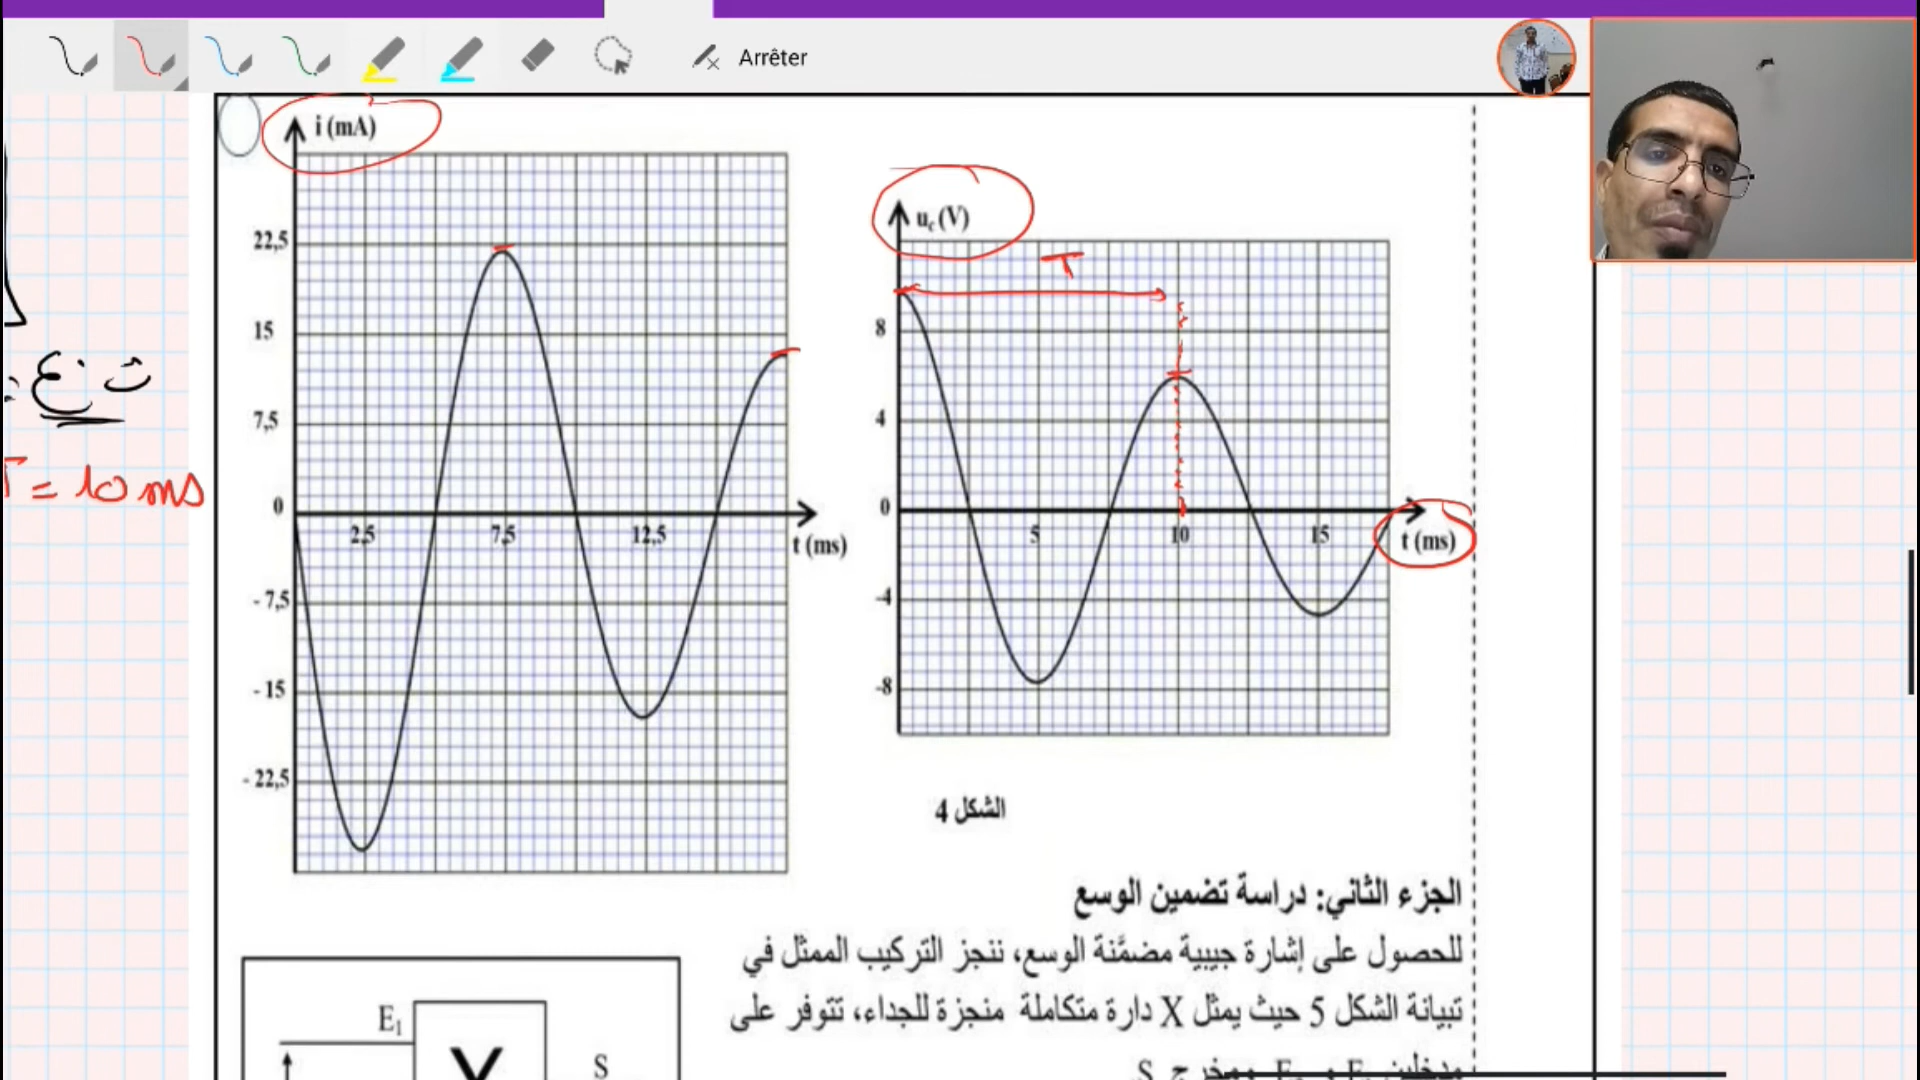 Arrêter
i (mA)
22,5
15
7,5
0
- 7,5
- 15
- 22,5
2,5
7,5
12,5
t (ms)
u꜀ (V)
T
8
4
0
-4
-8
5
10
15
t (ms)
ت ن ع :
T = 10 ms
الشكل 4
الجزء الثاني: دراسة تضمين الوسع
للحصول على إشارة جيبية مضمَّنة الوسع، ننجز التركيب الممثل في
تبيانة الشكل 5 حيث يمثل X دارة متكاملة منجزة للجداء، تتوفر على
E₁
X
S